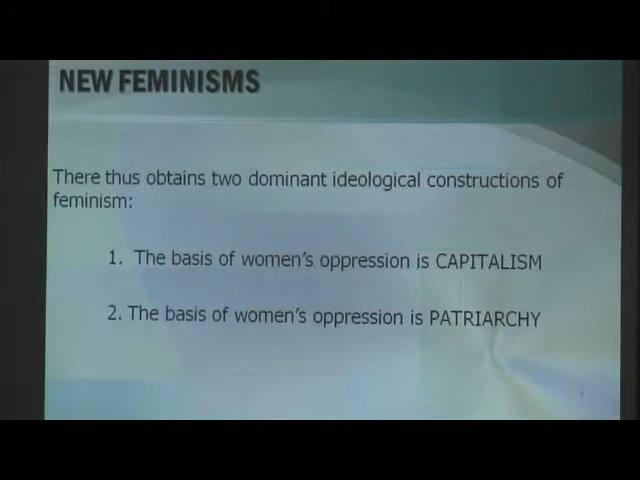 NEW FEMINISMS
There thus obtains two dominant ideological constructions of
feminism:
1. The basis of women's oppression is CAPITALISM
2. The basis of women's oppression is PATRIARCHY